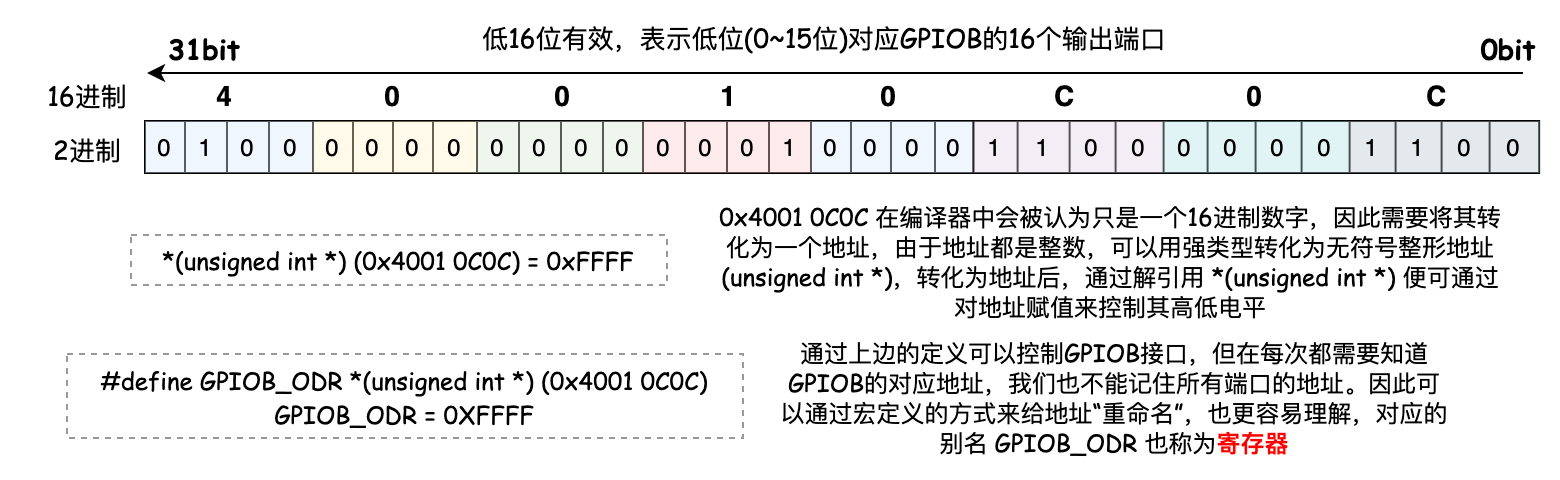 低16位有效，表示低位(0~15位)对应GPIOB的16个输出端口
31bit
0bit
16进制 4 0 0 1 0 C 0 C
2进制 0 1 0 0 0 0 0 0 0 0 0 0 0 0 0 1 0 0 0 0 1 1 0 0 0 0 0 0 1 1 0 0
*(unsigned int *) (0x4001 0C0C) = 0xFFFF
0x4001 0C0C 在编译器中会被认为只是一个16进制数字，因此需要将其转
化为一个地址，由于地址都是整数，可以用强类型转化为无符号整形地址
(unsigned int *)，转化为地址后，通过解引用 *(unsigned int *) 便可通过
对地址赋值来控制其高低电平
#define GPIOB_ODR *(unsigned int *) (0x4001 0C0C)
GPIOB_ODR = 0XFFFF
通过上边的定义可以控制GPIOB接口，但在每次都需要知道
GPIOB的对应地址，我们也不能记住所有端口的地址。因此可
以通过宏定义的方式来给地址“重命名”，也更容易理解，对应的
别名 GPIOB_ODR 也称为寄存器